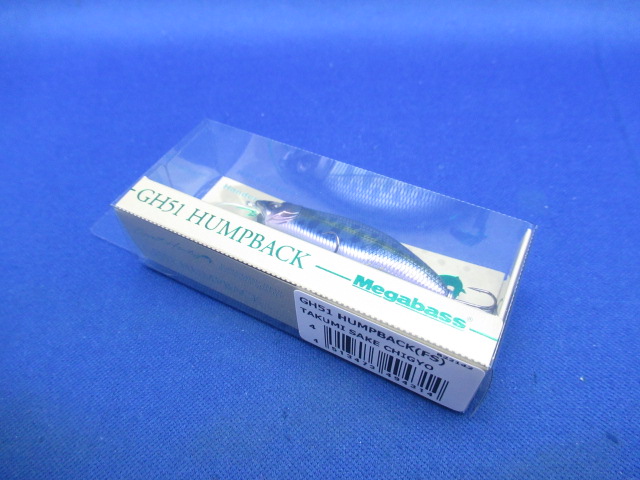 GH51 HUMPBACK
Megabass
GH51 HUMPBACK(FS)
TAKUMI SAKE CHIGYO